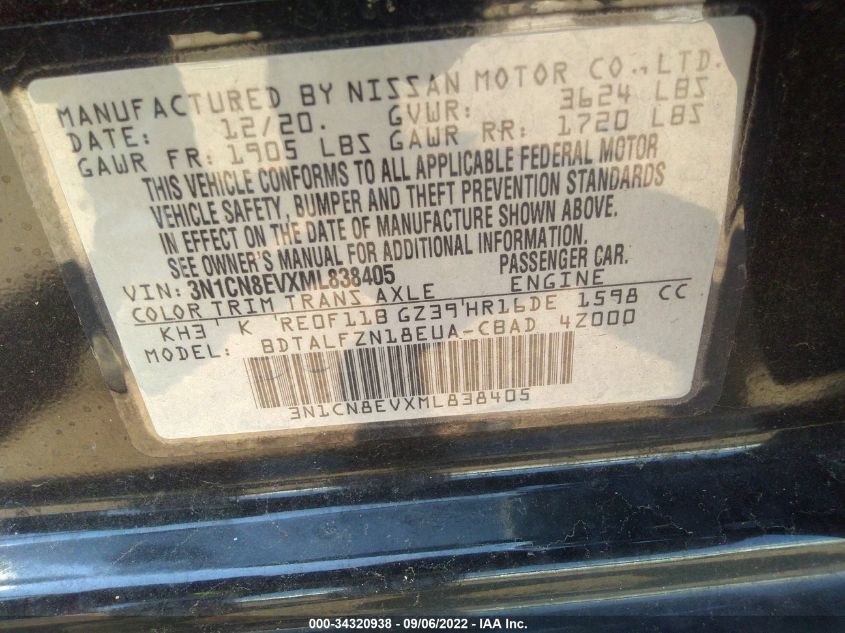 MANUFACTURED BY NISSAN MOTOR CO., LTD.
DATE: 12/20. GVWR: 3624 LBS
GAWR FR: 1905 LBS GAWR RR: 1720 LBS
THIS VEHICLE CONFORMS TO ALL APPLICABLE FEDERAL MOTOR
VEHICLE SAFETY, BUMPER AND THEFT PREVENTION STANDARDS
IN EFFECT ON THE DATE OF MANUFACTURE SHOWN ABOVE.
SEE OWNER'S MANUAL FOR ADDITIONAL INFORMATION.
VIN: 3N1CN8EVXML838405 PASSENGER CAR.
COLOR TRIM TRANS AXLE ENGINE
KH3 ' K ' RE0F11B GZ39 ' HR16DE 1598 CC
MODEL: BDTALFZN18EUA-CBAD 4Z000
3N1CN8EVXML838405
000-34320938 - 09/06/2022 - IAA Inc.